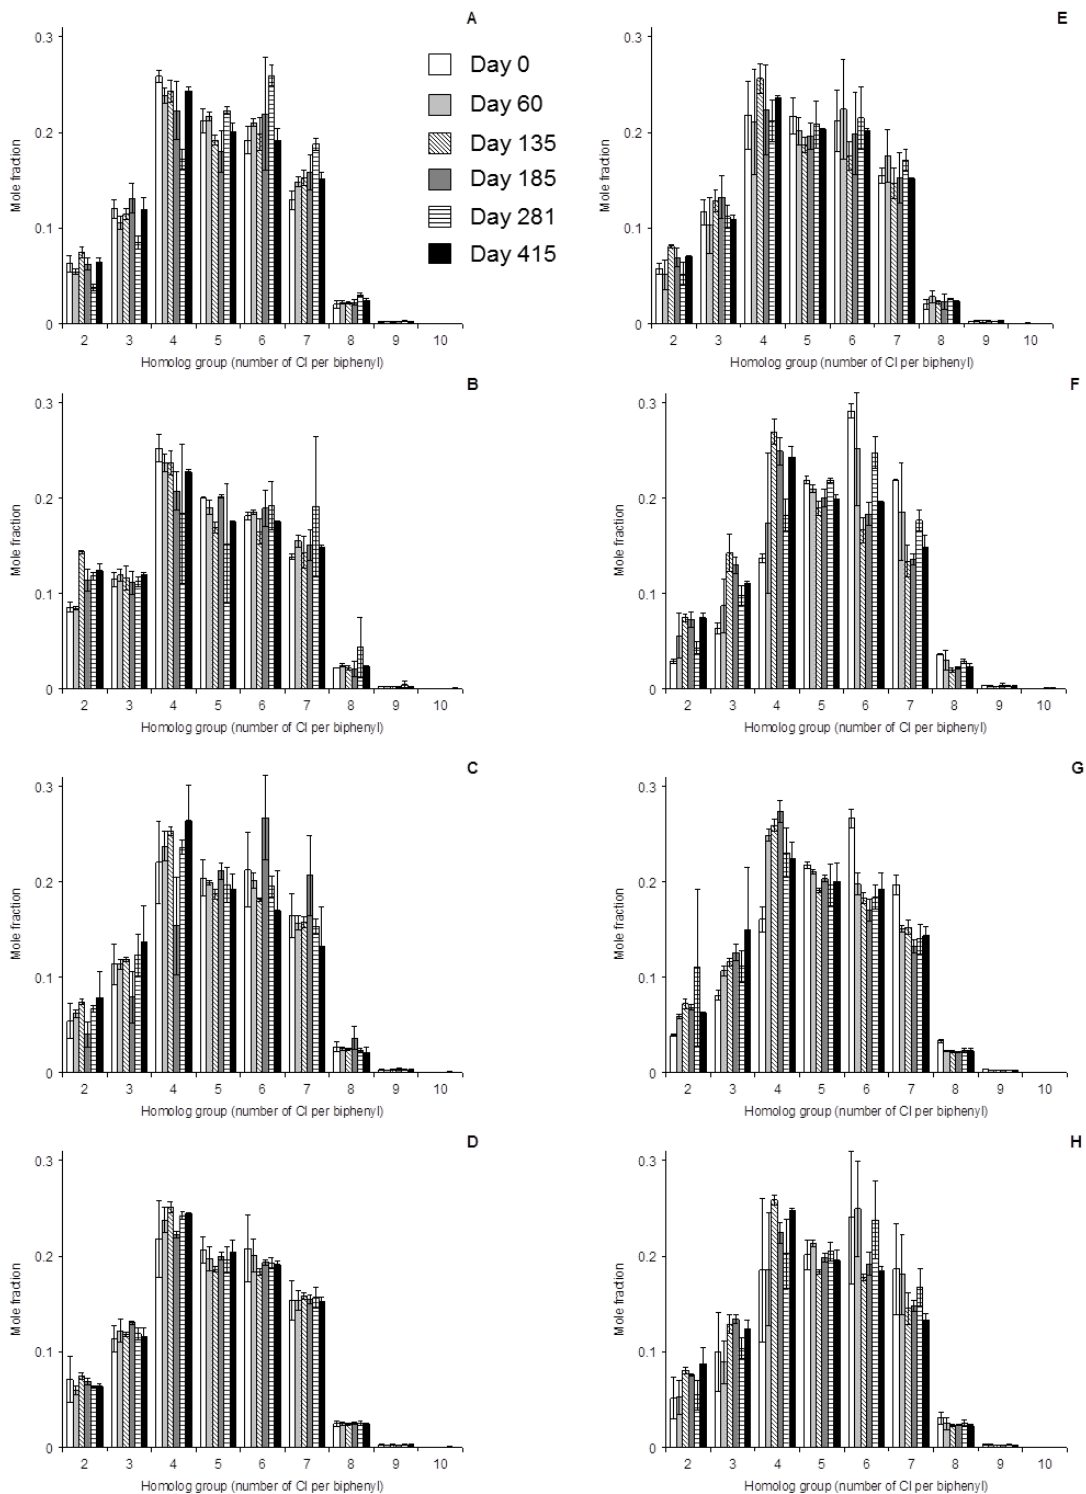 A
0.3
0.2
0.1
0
Mole fraction
Day 0
Day 60
Day 135
Day 185
Day 281
Day 415
2 3 4 5 6 7 8 9 10
Homolog group (number of Cl per biphenyl)
E
0.3
0.2
0.1
0
Mole fraction
2 3 4 5 6 7 8 9 10
Homolog group (number of Cl per biphenyl)
B
0.3
0.2
0.1
0
Mole fraction
2 3 4 5 6 7 8 9 10
Homolog group (number of Cl per biphenyl)
F
0.3
0.2
0.1
0
Mole fraction
2 3 4 5 6 7 8 9 10
Homolog group (number of Cl per biphenyl)
C
0.3
0.2
0.1
0
Mole fraction
2 3 4 5 6 7 8 9 10
Homolog group (number of Cl per biphenyl)
G
0.3
0.2
0.1
0
Mole fraction
2 3 4 5 6 7 8 9 10
Homolog group (number of Cl per biphenyl)
D
0.3
0.2
0.1
0
Mole fraction
2 3 4 5 6 7 8 9 10
Homolog group (number of Cl per biphenyl)
H
0.3
0.2
0.1
0
Mole fraction
2 3 4 5 6 7 8 9 10
Homolog group (number of Cl per biphenyl)